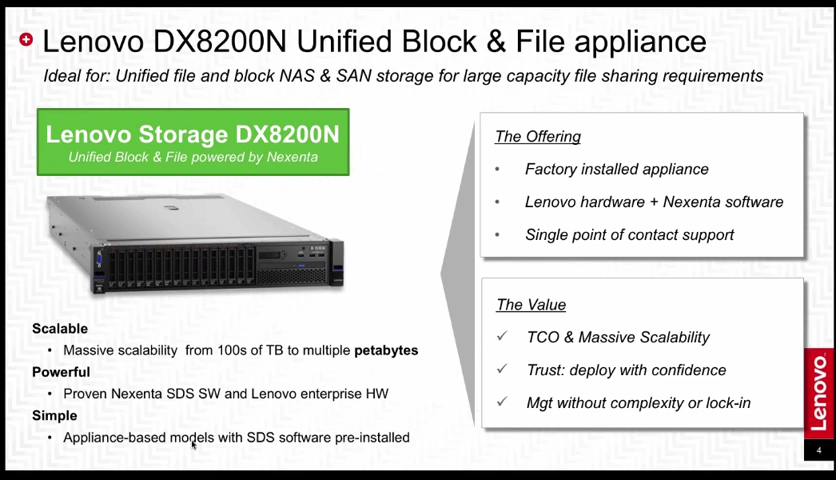 Lenovo DX8200N Unified Block & File appliance
Ideal for: Unified file and block NAS & SAN storage for large capacity file sharing requirements
Lenovo Storage DX8200N
Unified Block & File powered by Nexenta
Scalable
• Massive scalability from 100s of TB to multiple petabytes
Powerful
• Proven Nexenta SDS SW and Lenovo enterprise HW
Simple
• Appliance-based models with SDS software pre-installed
The Offering
• Factory installed appliance
• Lenovo hardware + Nexenta software
• Single point of contact support
The Value
✓ TCO & Massive Scalability
✓ Trust: deploy with confidence
✓ Mgt without complexity or lock-in
Lenovo
4